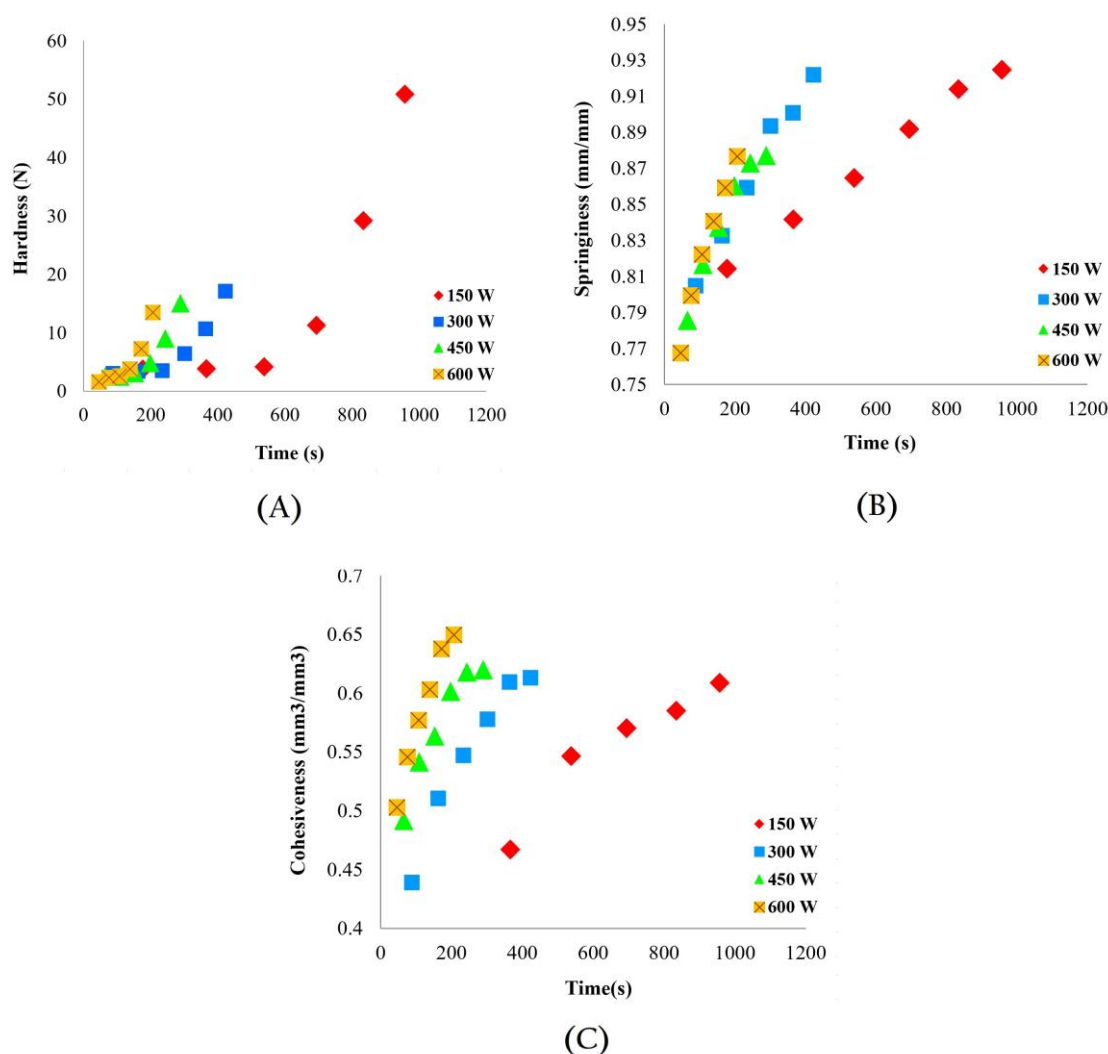 60
50
40
30
20
10
0
Hardness (N)
0 200 400 600 800 1000 1200
Time (s)
150 W
300 W
450 W
600 W
(A)
0.95
0.93
0.91
0.89
0.87
0.85
0.83
0.81
0.79
0.77
0.75
Springiness (mm/mm)
0 200 400 600 800 1000 1200
Time (s)
150 W
300 W
450 W
600 W
(B)
0.7
0.65
0.6
0.55
0.5
0.45
0.4
Cohesiveness (mm3/mm3)
0 200 400 600 800 1000 1200
Time(s)
150 W
300 W
450 W
600 W
(C)